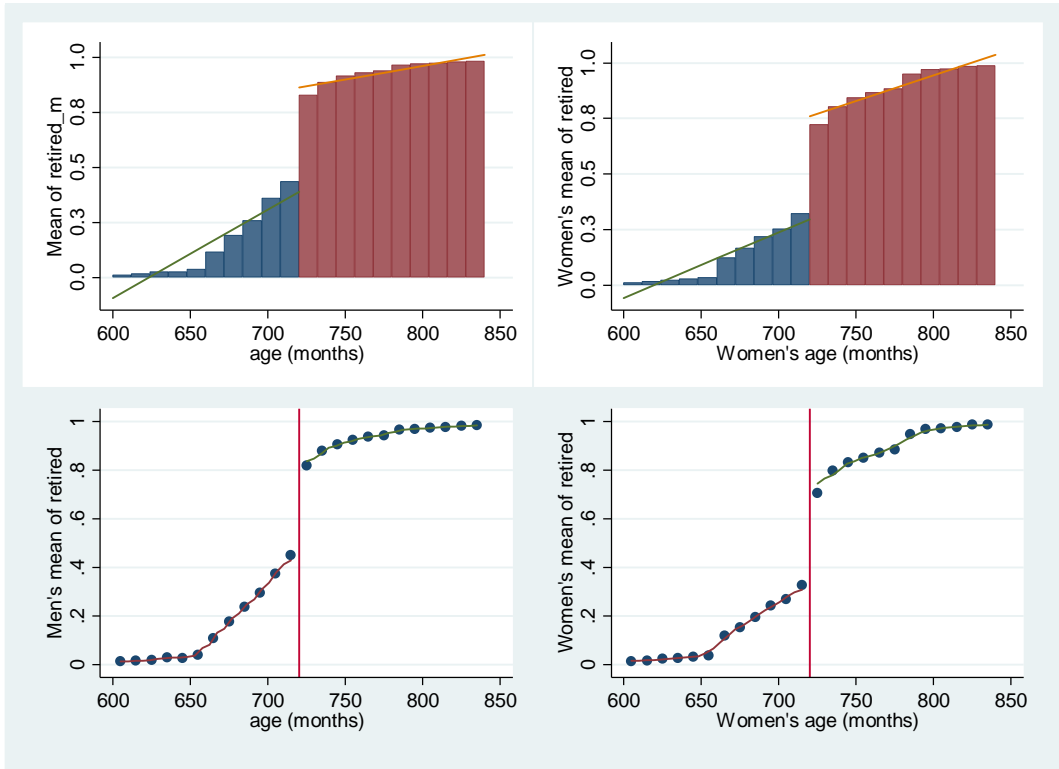 Mean of retired_m
0.0
0.3
0.5
0.8
1.0
600 650 700 750 800 850
age (months)
Women's mean of retired
0.0
0.3
0.5
0.8
1.0
600 650 700 750 800 850
Women's age (months)
Men's mean of retired
0
.2
.4
.6
.8
1
600 650 700 750 800 850
age (months)
Women's mean of retired
0
.2
.4
.6
.8
1
600 650 700 750 800 850
Women's age (months)